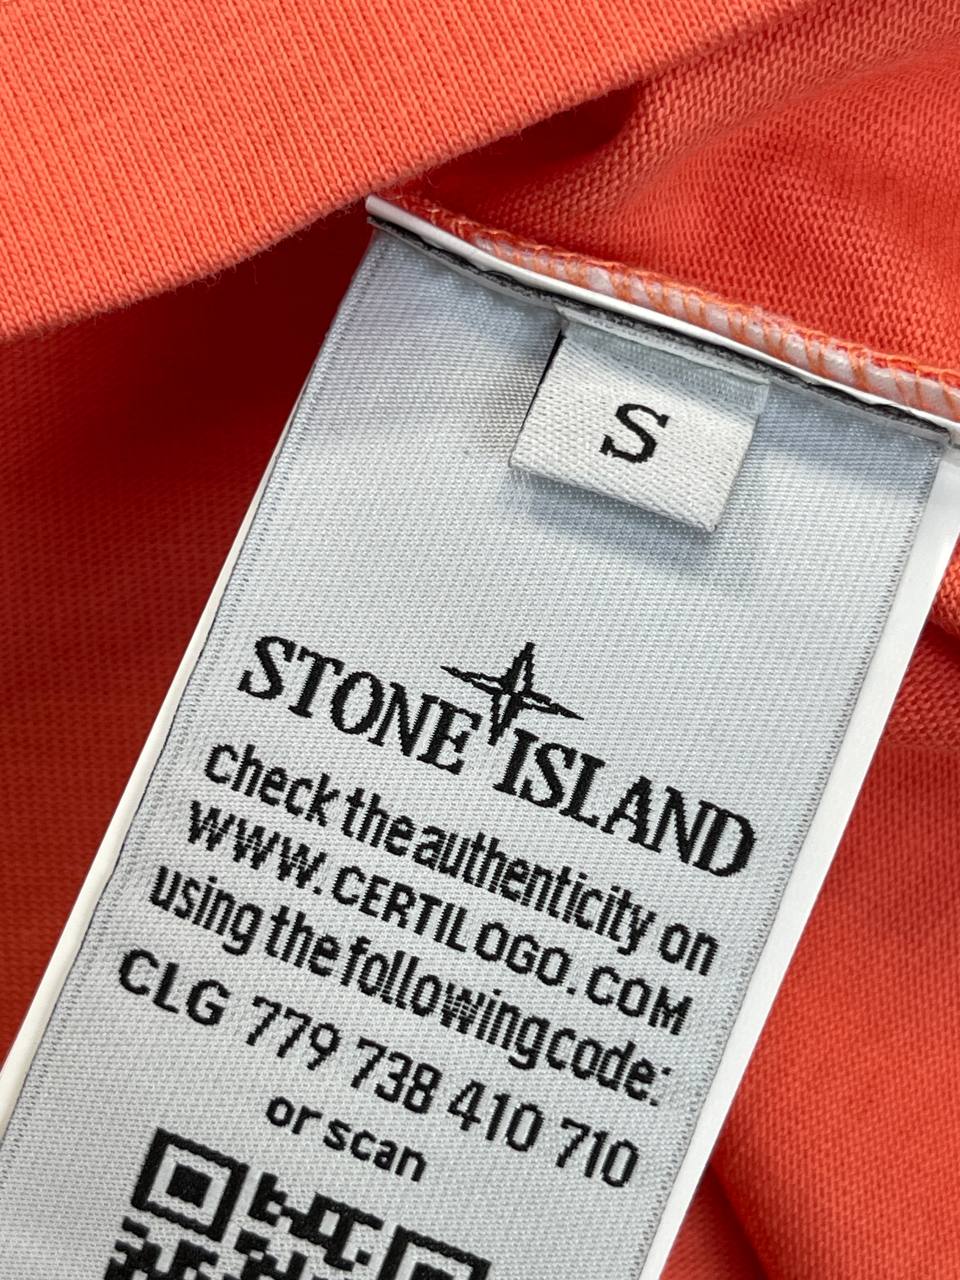 S
STONE ISLAND
check the authenticity on
WWW.CERTILOGO.COM
using the following code:
CLG 779 738 410 710
or scan